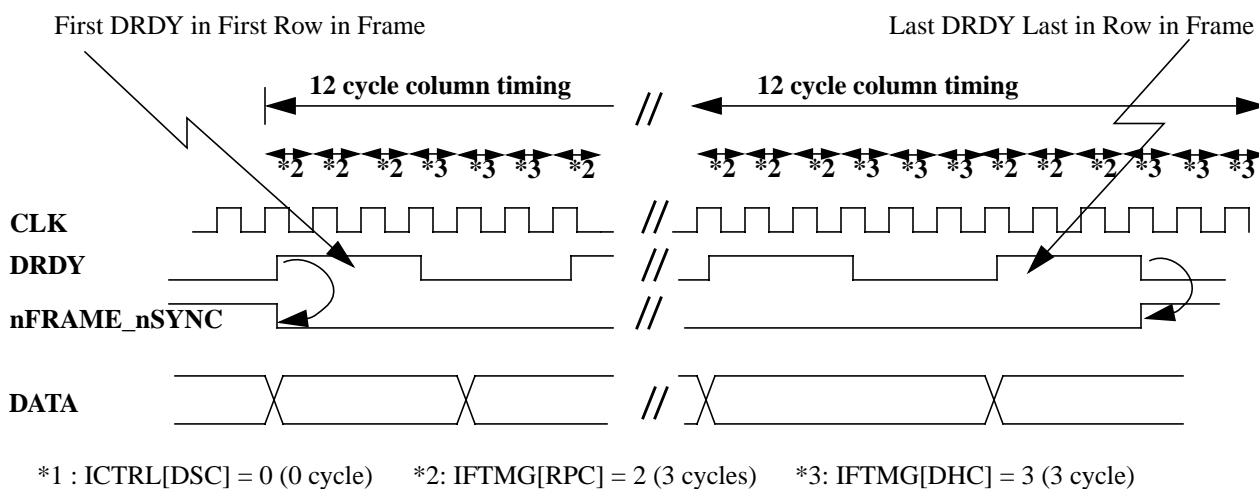 First DRDY in First Row in Frame
Last DRDY Last in Row in Frame
12 cycle column timing
//
12 cycle column timing
*2 *2 *2 *3 *3 *3 *2
*2 *2 *3 *3 *3 *3 *2 *2 *2 *3 *3 *3
CLK
//
DRDY
//
nFRAME_nSYNC
//
DATA
//
*1 : ICTRL[DSC] = 0 (0 cycle) *2: IFTMG[RPC] = 2 (3 cycles) *3: IFTMG[DHC] = 3 (3 cycle)